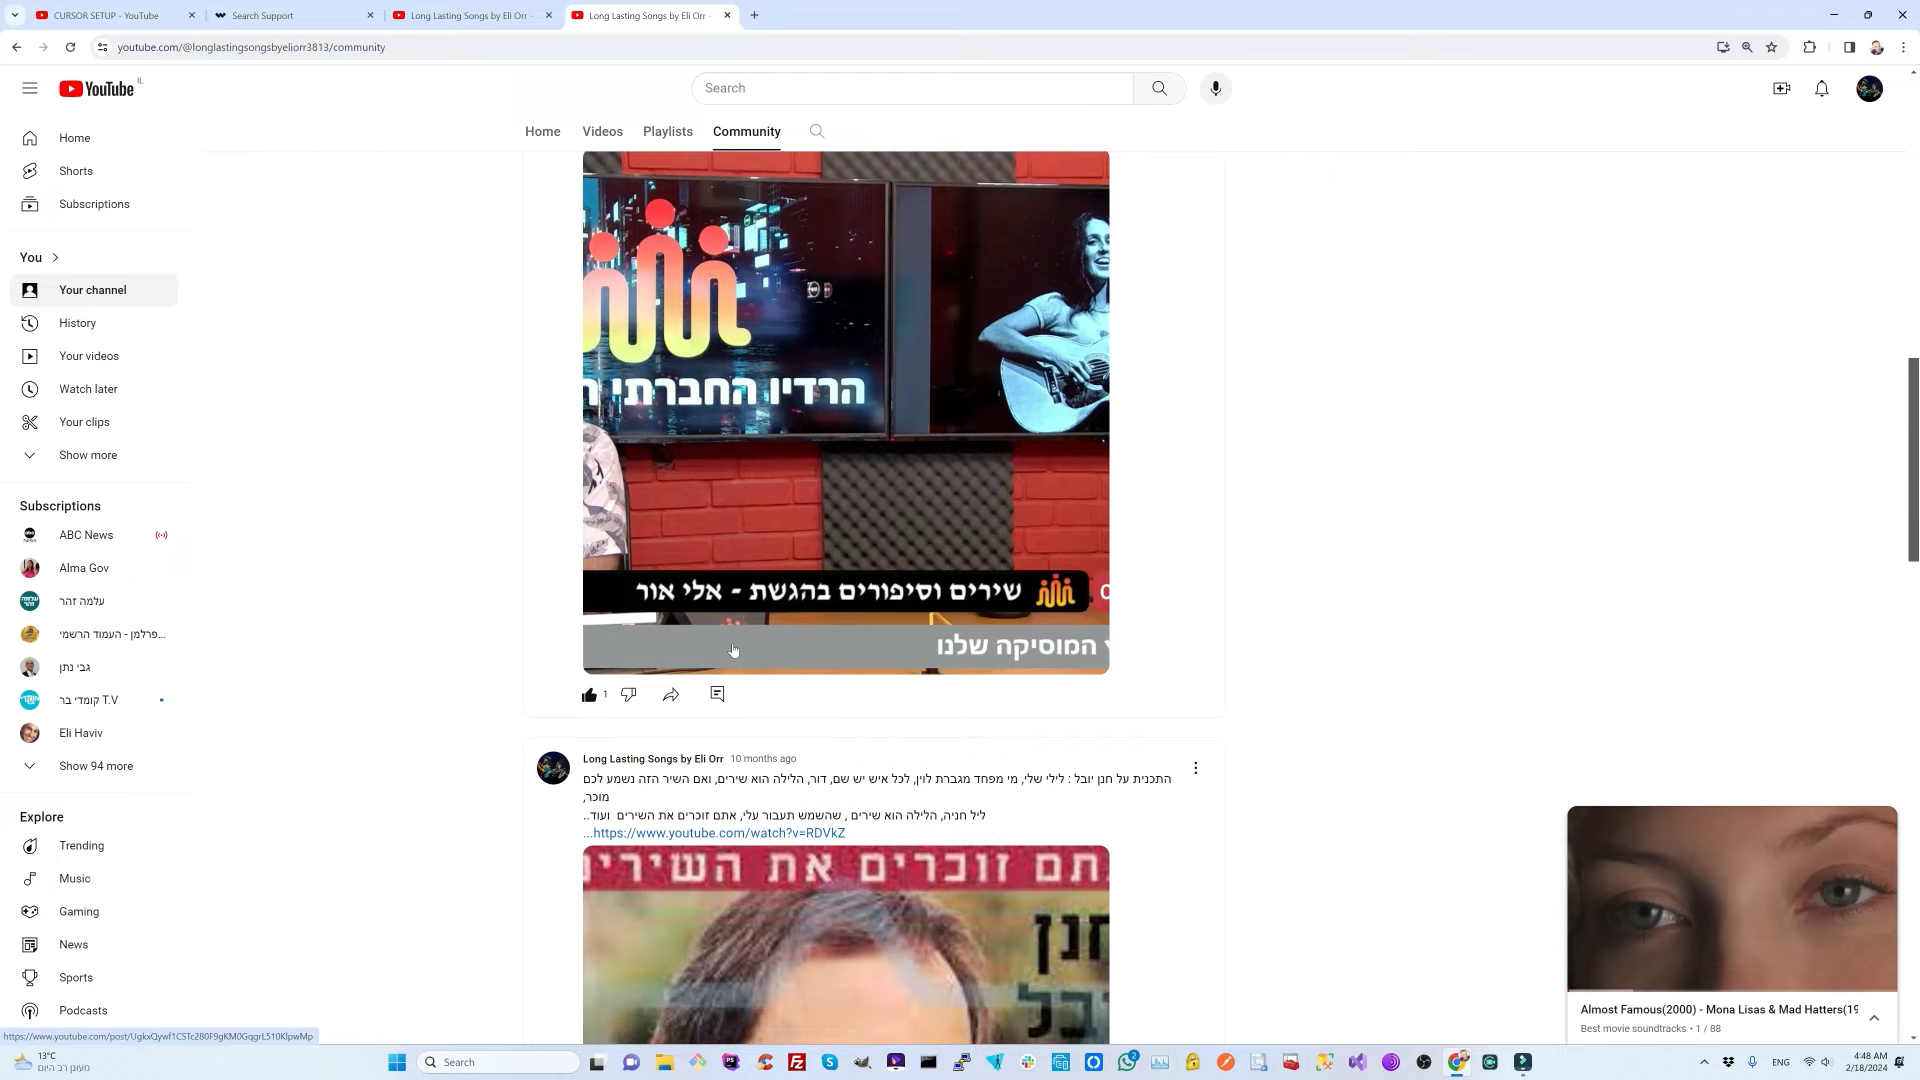 CURSOR SETUP - YouTube
Search Support
Long Lasting Songs by Eli Orr -
Long Lasting Songs by Eli Orr -
youtube.com/@longlastingsongsbyeliorr3813/community
YouTube IL
Search
Home
Videos
Playlists
Community
Home
Shorts
Subscriptions
You
Your channel
History
Your videos
Watch later
Your clips
Show more
Subscriptions
ABC News
Alma Gov
עלמה זהר
פרלמן - העמוד הרשמי...
גבי נתן
קומדי בר T.V
Eli Haviv
Show 94 more
Explore
Trending
Music
Gaming
News
Sports
Podcasts
הרדיו החברתי
שירים וסיפורים בהגשת - אלי אור
המוסיקה שלנו
1
Long Lasting Songs by Eli Orr 10 months ago
התכנית על חנן יובל : לילי שלי, מי מפחד מגברת לוין, לכל איש יש שם, דור, הלילה הוא שירים, ואם השיר הזה נשמע לכם
מוכר,
ליל חניה, הלילה הוא שירים , שהשמש תעבור עלי, אתם זוכרים את השירים ועוד..
...https://www.youtube.com/watch?v=RDVkZ
אתם זוכרים את השירים
חנן
יובל
Almost Famous(2000) - Mona Lisas & Mad Hatters(19
Best movie soundtracks • 1 / 88
https://www.youtube.com/post/UgkxQywf1CSTc280F9gKM0GqgrL510KlpwMp
13°C
מעונן רב היום
Search
2
ENG
4:48 AM
2/18/2024